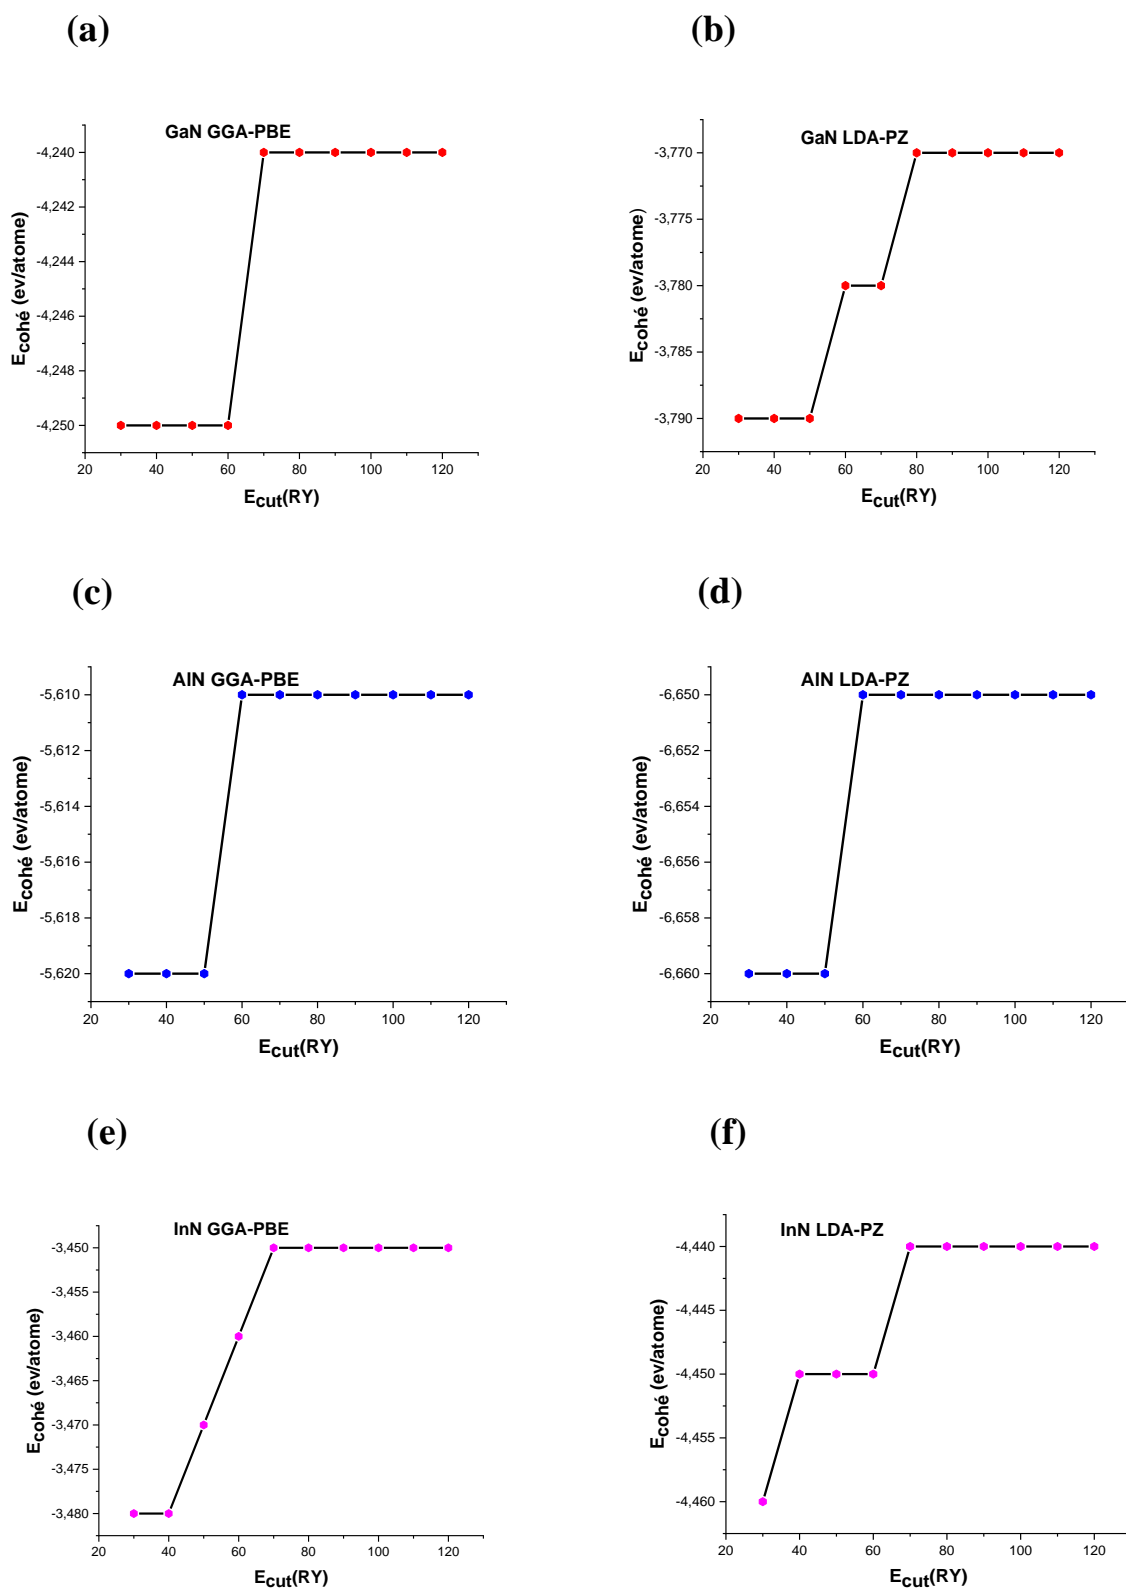 (a)
(b)
GaN GGA-PBE
-4,240
-4,242
-4,244
-4,246
-4,248
-4,250
Ecohé (ev/atome)
20 40 60 80 100 120
Ecut(RY)
GaN LDA-PZ
-3,770
-3,775
-3,780
-3,785
-3,790
Ecohé (ev/atome)
20 40 60 80 100 120
Ecut(RY)
(c)
(d)
AlN GGA-PBE
-5,610
-5,612
-5,614
-5,616
-5,618
-5,620
Ecohé (ev/atome)
20 40 60 80 100 120
Ecut(RY)
AlN LDA-PZ
-6,650
-6,652
-6,654
-6,656
-6,658
-6,660
Ecohé (ev/atome)
20 40 60 80 100 120
Ecut(RY)
(e)
(f)
InN GGA-PBE
-3,450
-3,455
-3,460
-3,465
-3,470
-3,475
-3,480
Ecohé (ev/atome)
20 40 60 80 100 120
Ecut(RY)
InN LDA-PZ
-4,440
-4,445
-4,450
-4,455
-4,460
Ecohé (ev/atome)
20 40 60 80 100 120
Ecut(RY)